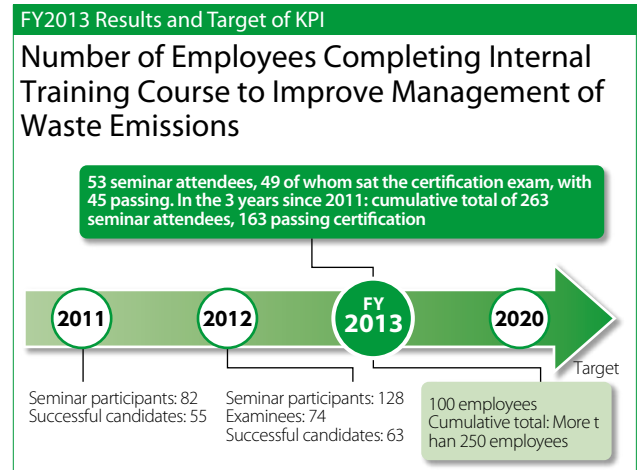 FY2013 Results and Target of KPI
Number of Employees Completing Internal
Training Course to Improve Management of
Waste Emissions
53 seminar attendees, 49 of whom sat the certification exam, with
45 passing. In the 3 years since 2011: cumulative total of 263
seminar attendees, 163 passing certification
2011
2012
FY
2013
2020
Target
Seminar participants: 82
Successful candidates: 55
Seminar participants: 128
Examinees: 74
Successful candidates: 63
100 employees
Cumulative total: More t
han 250 employees